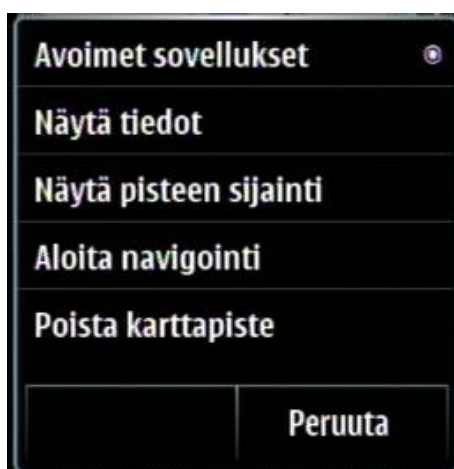 Avoimet sovellukset
Näytä tiedot
Näytä pisteen sijainti
Aloita navigointi
Poista karttapiste
Peruuta